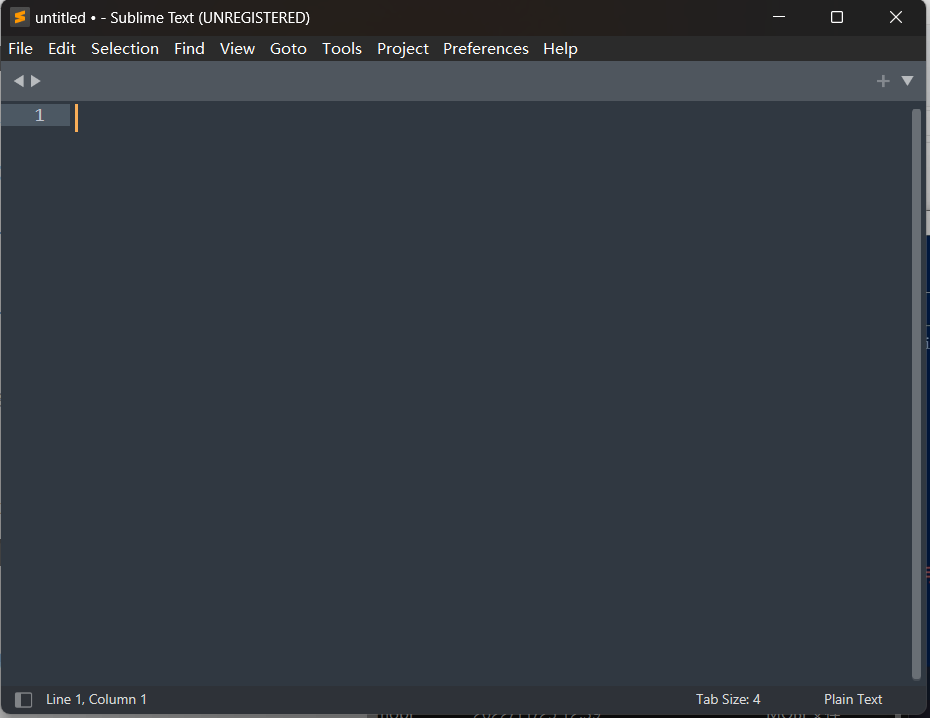 untitled • - Sublime Text (UNREGISTERED)
File Edit Selection Find View Goto Tools Project Preferences Help
1
Line 1, Column 1 Tab Size: 4 Plain Text